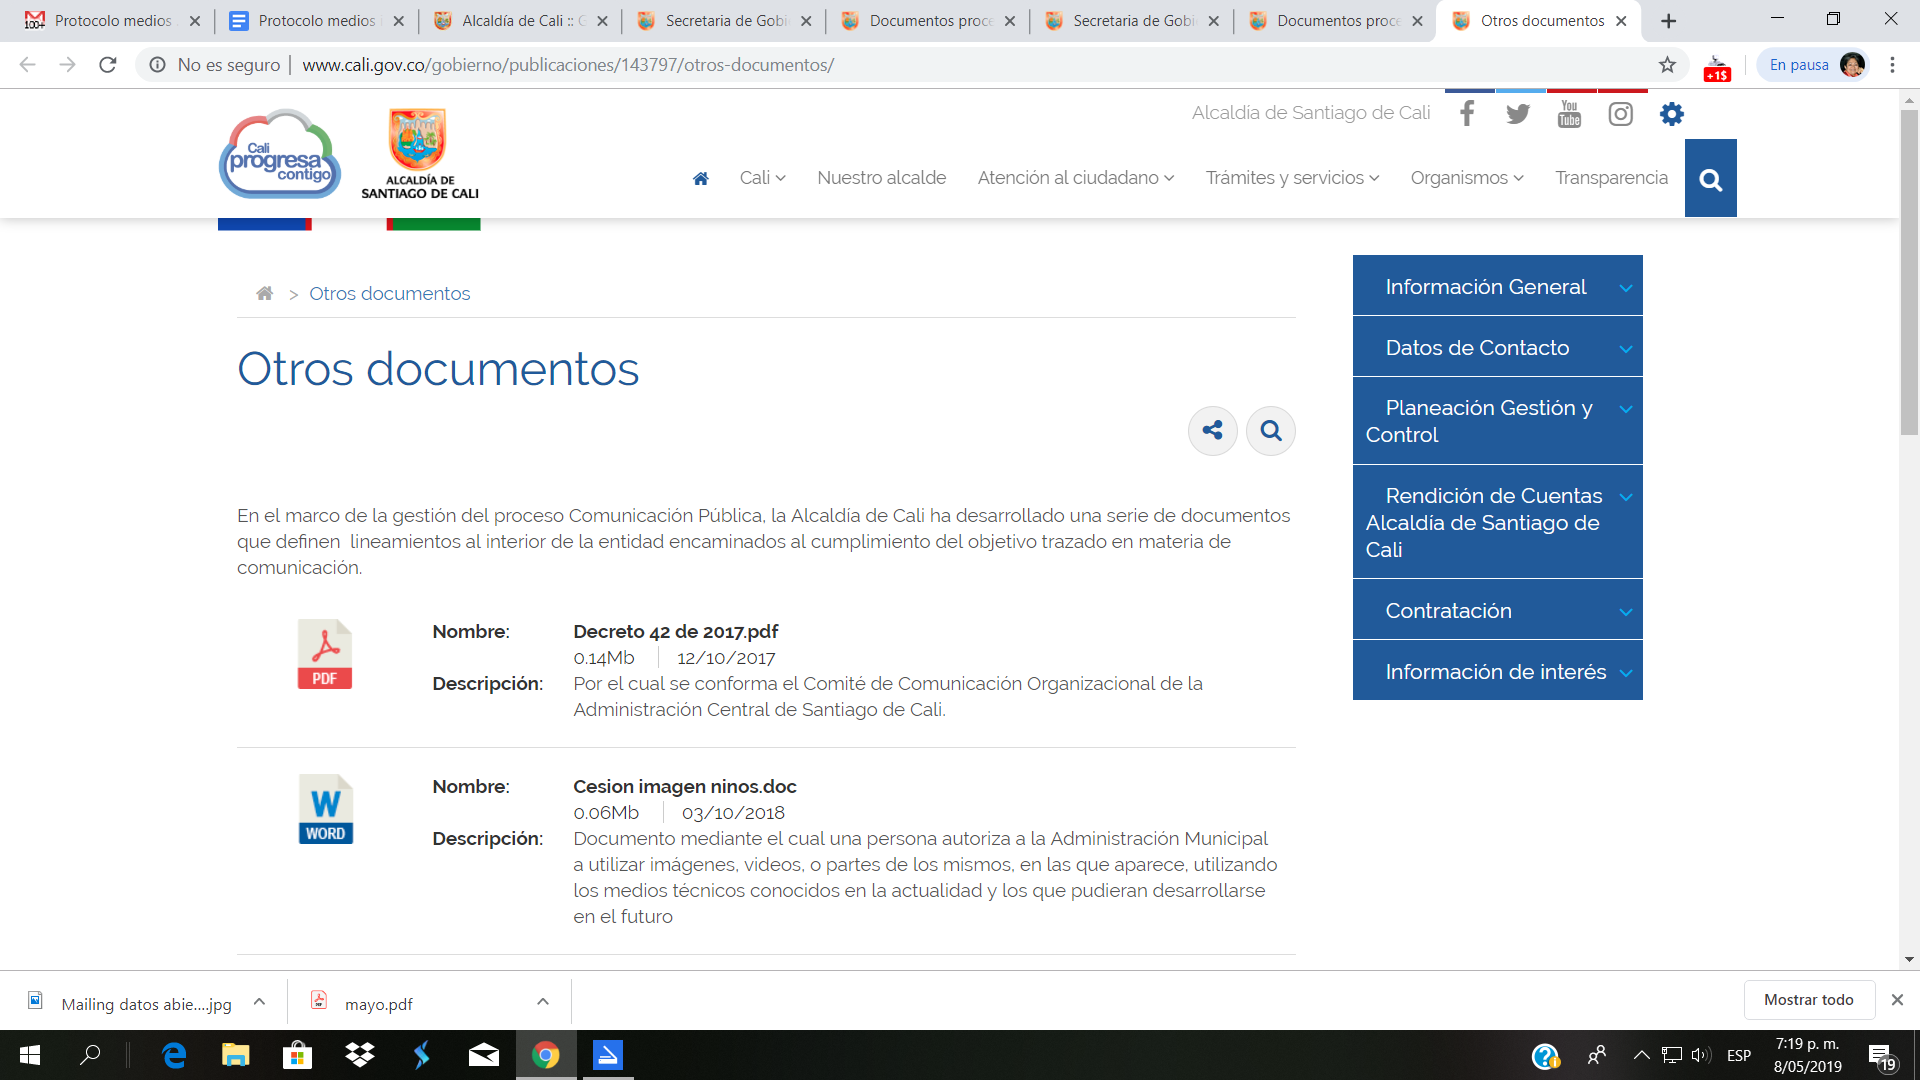 Protocolo medios
Protocolo medios i
Alcaldía de Cali :: G
Secretaria de Gobi
Documentos proce
Secretaria de Gobi
Documentos proce
Otros documentos
No es seguro
www.cali.gov.co/gobierno/publicaciones/143797/otros-documentos/
+1$
En pausa
Cali
progresa
contigo
ALCALDÍA DE
SANTIAGO DE CALI
Alcaldía de Santiago de Cali
You
Tube
Cali
Nuestro alcalde
Atención al ciudadano
Trámites y servicios
Organismos
Transparencia
> Otros documentos
Otros documentos
En el marco de la gestión del proceso Comunicación Pública, la Alcaldía de Cali ha desarrollado una serie de documentos
que definen lineamientos al interior de la entidad encaminados al cumplimiento del objetivo trazado en materia de
comunicación.
PDF
Nombre: Decreto 42 de 2017.pdf
0.14Mb 12/10/2017
Descripción: Por el cual se conforma el Comité de Comunicación Organizacional de la
Administración Central de Santiago de Cali.
W
WORD
Nombre: Cesion imagen ninos.doc
0.06Mb 03/10/2018
Descripción: Documento mediante el cual una persona autoriza a la Administración Municipal
a utilizar imágenes, videos, o partes de los mismos, en las que aparece, utilizando
los medios técnicos conocidos en la actualidad y los que pudieran desarrollarse
en el futuro
Información General
Datos de Contacto
Planeación Gestión y
Control
Rendición de Cuentas
Alcaldía de Santiago de
Cali
Contratación
Información de interés
Mailing datos abie....jpg
mayo.pdf
Mostrar todo
ESP
7:19 p. m.
8/05/2019
19